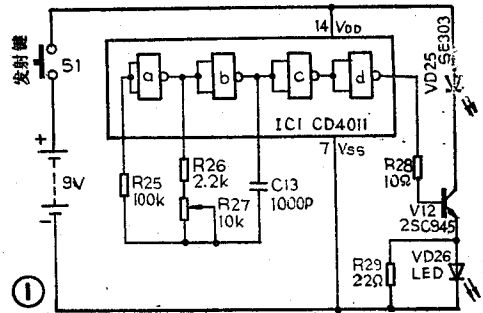 发射键
S1
+
9V
-
14 VDD
a
b
c
d
IC1 CD4011
7 VSS
R25
100k
R26
2.2k
R27
10k
C13
1000P
R28
10Ω
VD25
SE303
V12
2SC945
R29
22Ω
VD26
LED
①